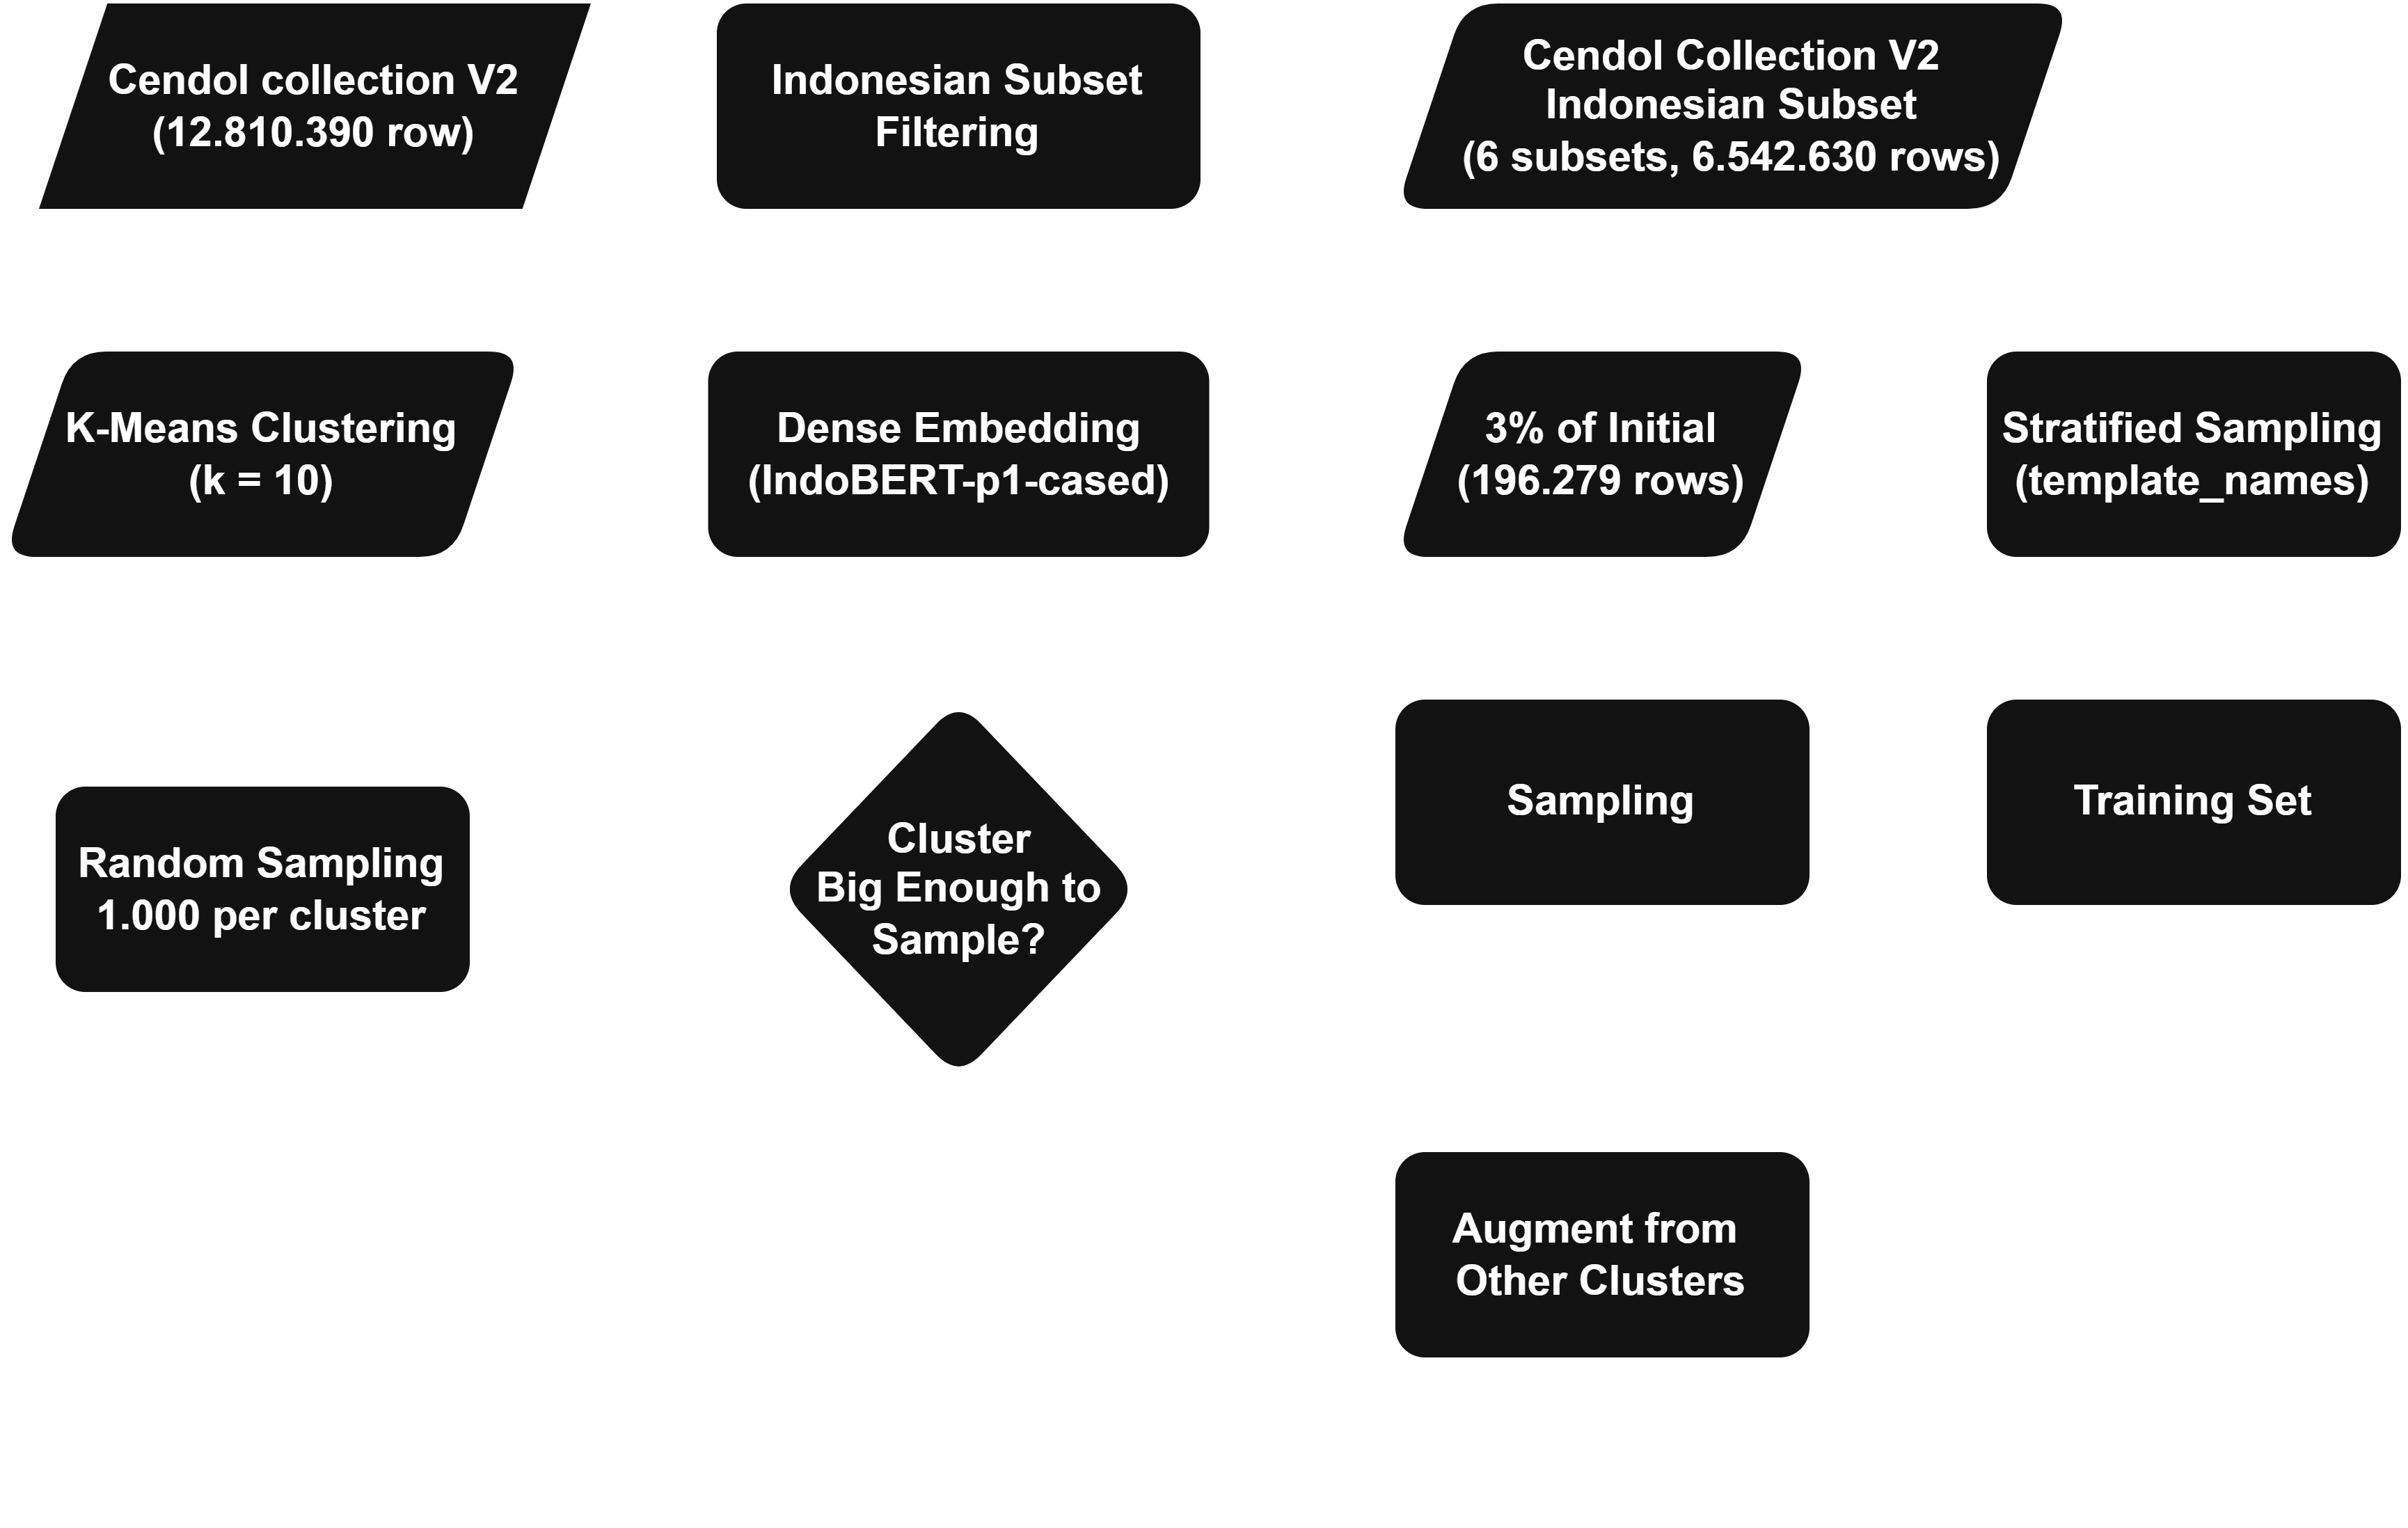 Cendol collection V2
(12.810.390 row)
Indonesian Subset
Filtering
Cendol Collection V2
Indonesian Subset
(6 subsets, 6.542.630 rows)
K-Means Clustering
(k = 10)
Dense Embedding
(IndoBERT-p1-cased)
3% of Initial
(196.279 rows)
Stratified Sampling
(template_names)
Random Sampling
1.000 per cluster
Cluster
Big Enough to
Sample?
Sampling
Training Set
Augment from
Other Clusters